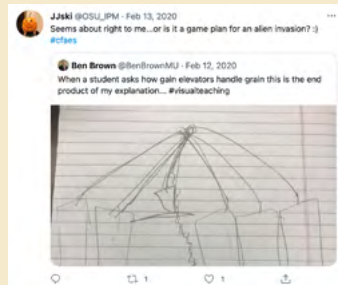 JJski @OSU_IPM · Feb 13, 2020
Seems about right to me...or is it a game plan for an alien invasion? :)
#cfaes
Ben Brown @BenBrownMU · Feb 12, 2020
When a student asks how gain elevators handle grain this is the end
product of my explanation... #visualteaching
1
1